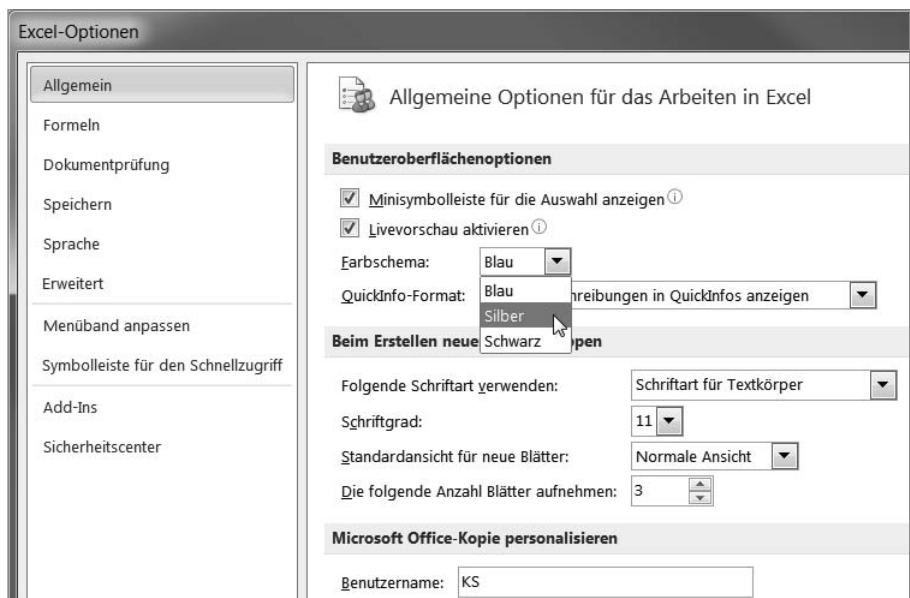 Excel-Optionen
Allgemein
Formeln
Dokumentprüfung
Speichern
Sprache
Erweitert
Menüband anpassen
Symbolleiste für den Schnellzugriff
Add-Ins
Sicherheitscenter
Allgemeine Optionen für das Arbeiten in Excel
Benutzeroberflächenoptionen
Minisymbolleiste für die Auswahl anzeigen
Livevorschau aktivieren
Farbschema: Blau
Blau
Silber
Schwarz
QuickInfo-Format: in QuickInfos anzeigen
Beim Erstellen
Folgende Schriftart verwenden: Schriftart für Textkörper
Schriftgrad: 11
Standardansicht für neue Blätter: Normale Ansicht
Die folgende Anzahl Blätter aufnehmen: 3
Microsoft Office-Kopie personalisieren
Benutzername: KS